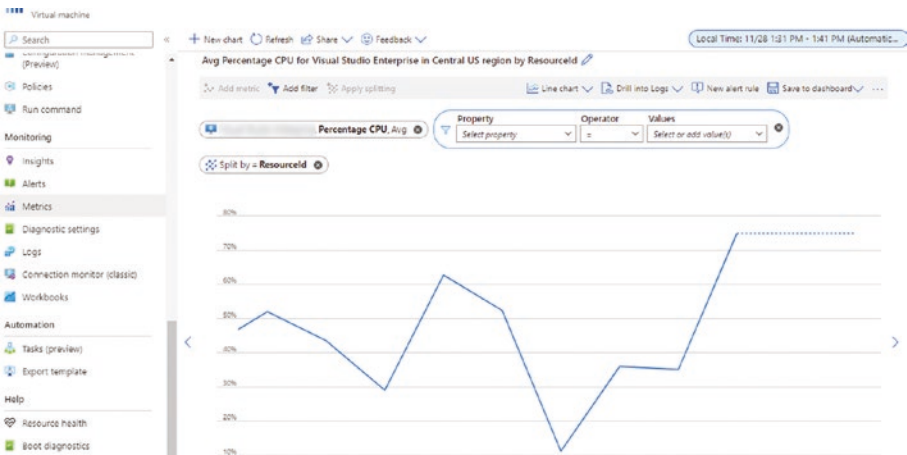 Virtual machine
Search
«
New chart Refresh Share Feedback
Local Time: 11/28 1:31 PM - 1:41 PM (Automatic...
Configuration management
(Preview)
Policies
Run command
Monitoring
Insights
Alerts
Metrics
Diagnostic settings
Logs
Connection monitor (classic)
Workbooks
Automation
Tasks (preview)
Export template
Help
Resource health
Boot diagnostics
Avg Percentage CPU for Visual Studio Enterprise in Central US region by ResourceId
Add metric Add filter Apply splitting
Line chart Drill into Logs New alert rule Save to dashboard ...
Percentage CPU, Avg
Property Operator Values
Select property = Select or add value(s)
Split by = ResourceId
80%
70%
60%
50%
40%
30%
20%
10%